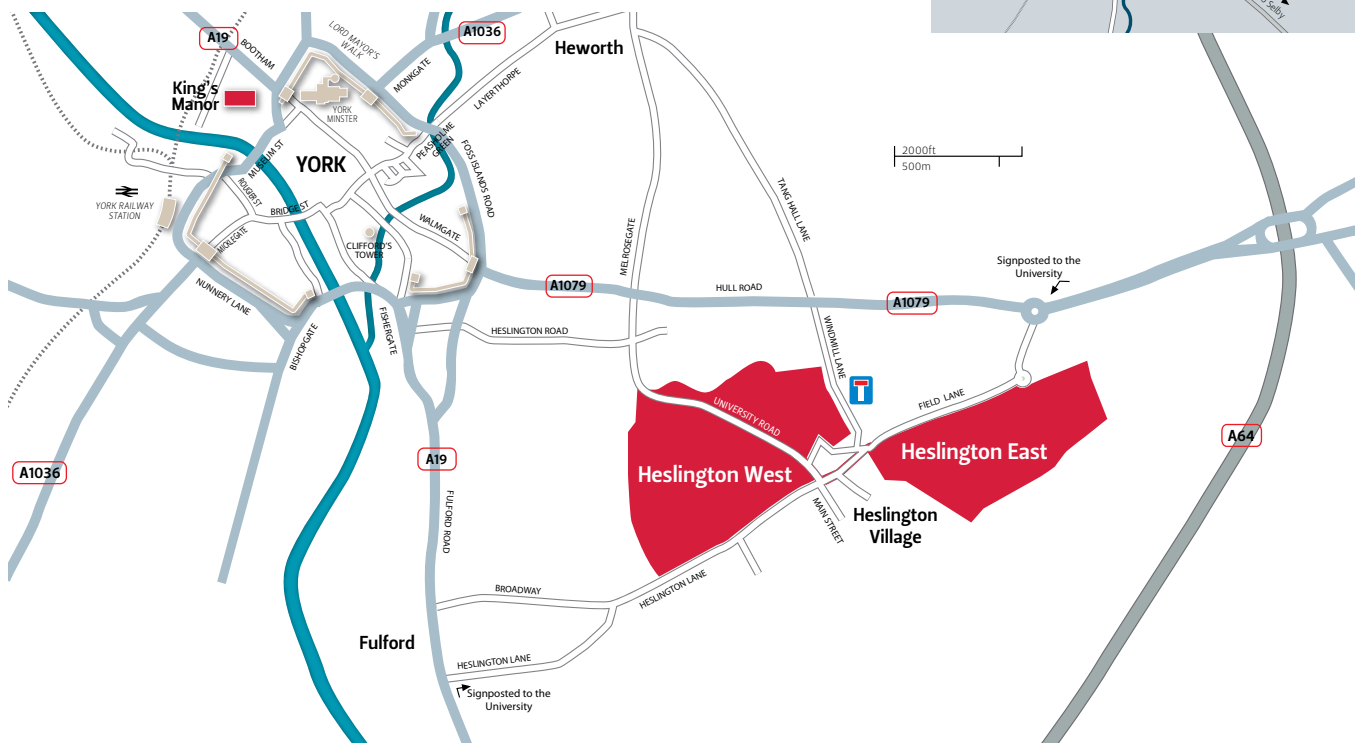 Selby
A19
BOOTHAM
LORD MAYOR'S
WALK
A1036
MONKGATE
Heworth
LAYERTHORPE
King's
Manor
YORK
MINSTER
PEASHOLME
GREEN
FOSS ISLANDS ROAD
MUSEUM ST
YORK
2000ft
500m
YORK RAILWAY
STATION
ROUGIER ST
BRIDGE ST
MICKLEGATE
WALMGATE
CLIFFORD'S
TOWER
TANG HALL LANE
MELROSEGATE
Signposted to the
University
NUNNERY LANE
A1079
HULL ROAD
A1079
BISHOPGATE
FISHERGATE
HESLINGTON ROAD
WINDMILL LANE
UNIVERSITY ROAD
FIELD LANE
A1036
A19
A64
Heslington West
Heslington East
FULFORD ROAD
MAIN STREET
Heslington
Village
BROADWAY
HESLINGTON LANE
Fulford
HESLINGTON LANE
Signposted to the
University